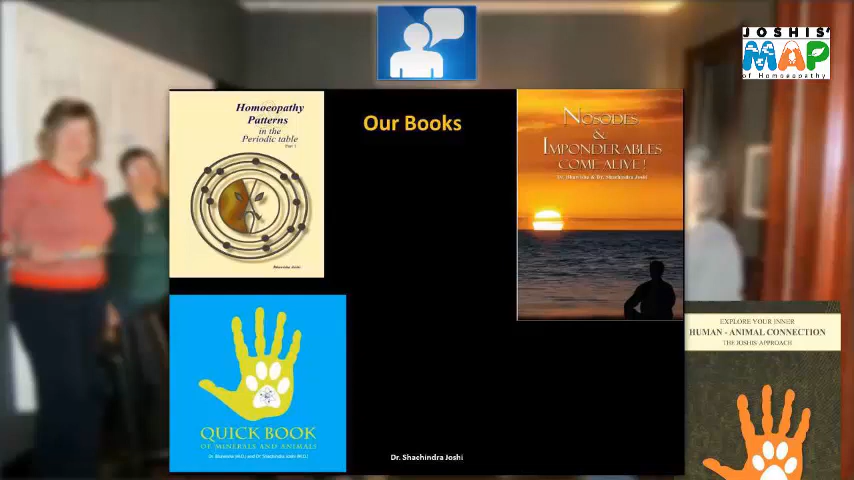 JOSHIS'
MAP
of Homoeopathy
Our Books
Homoeopathy
Patterns
in the
Periodic table
Part 1
NOSODES
&
IMPONDERABLES
COME ALIVE!
Dr. Bhawisha & Dr. Shachindra Joshi
QUICK BOOK
OF MINERALS AND ANIMALS
EXPLORE YOUR INNER
HUMAN - ANIMAL CONNECTION
THE JOSHIS' APPROACH
Dr. Shachindra Joshi